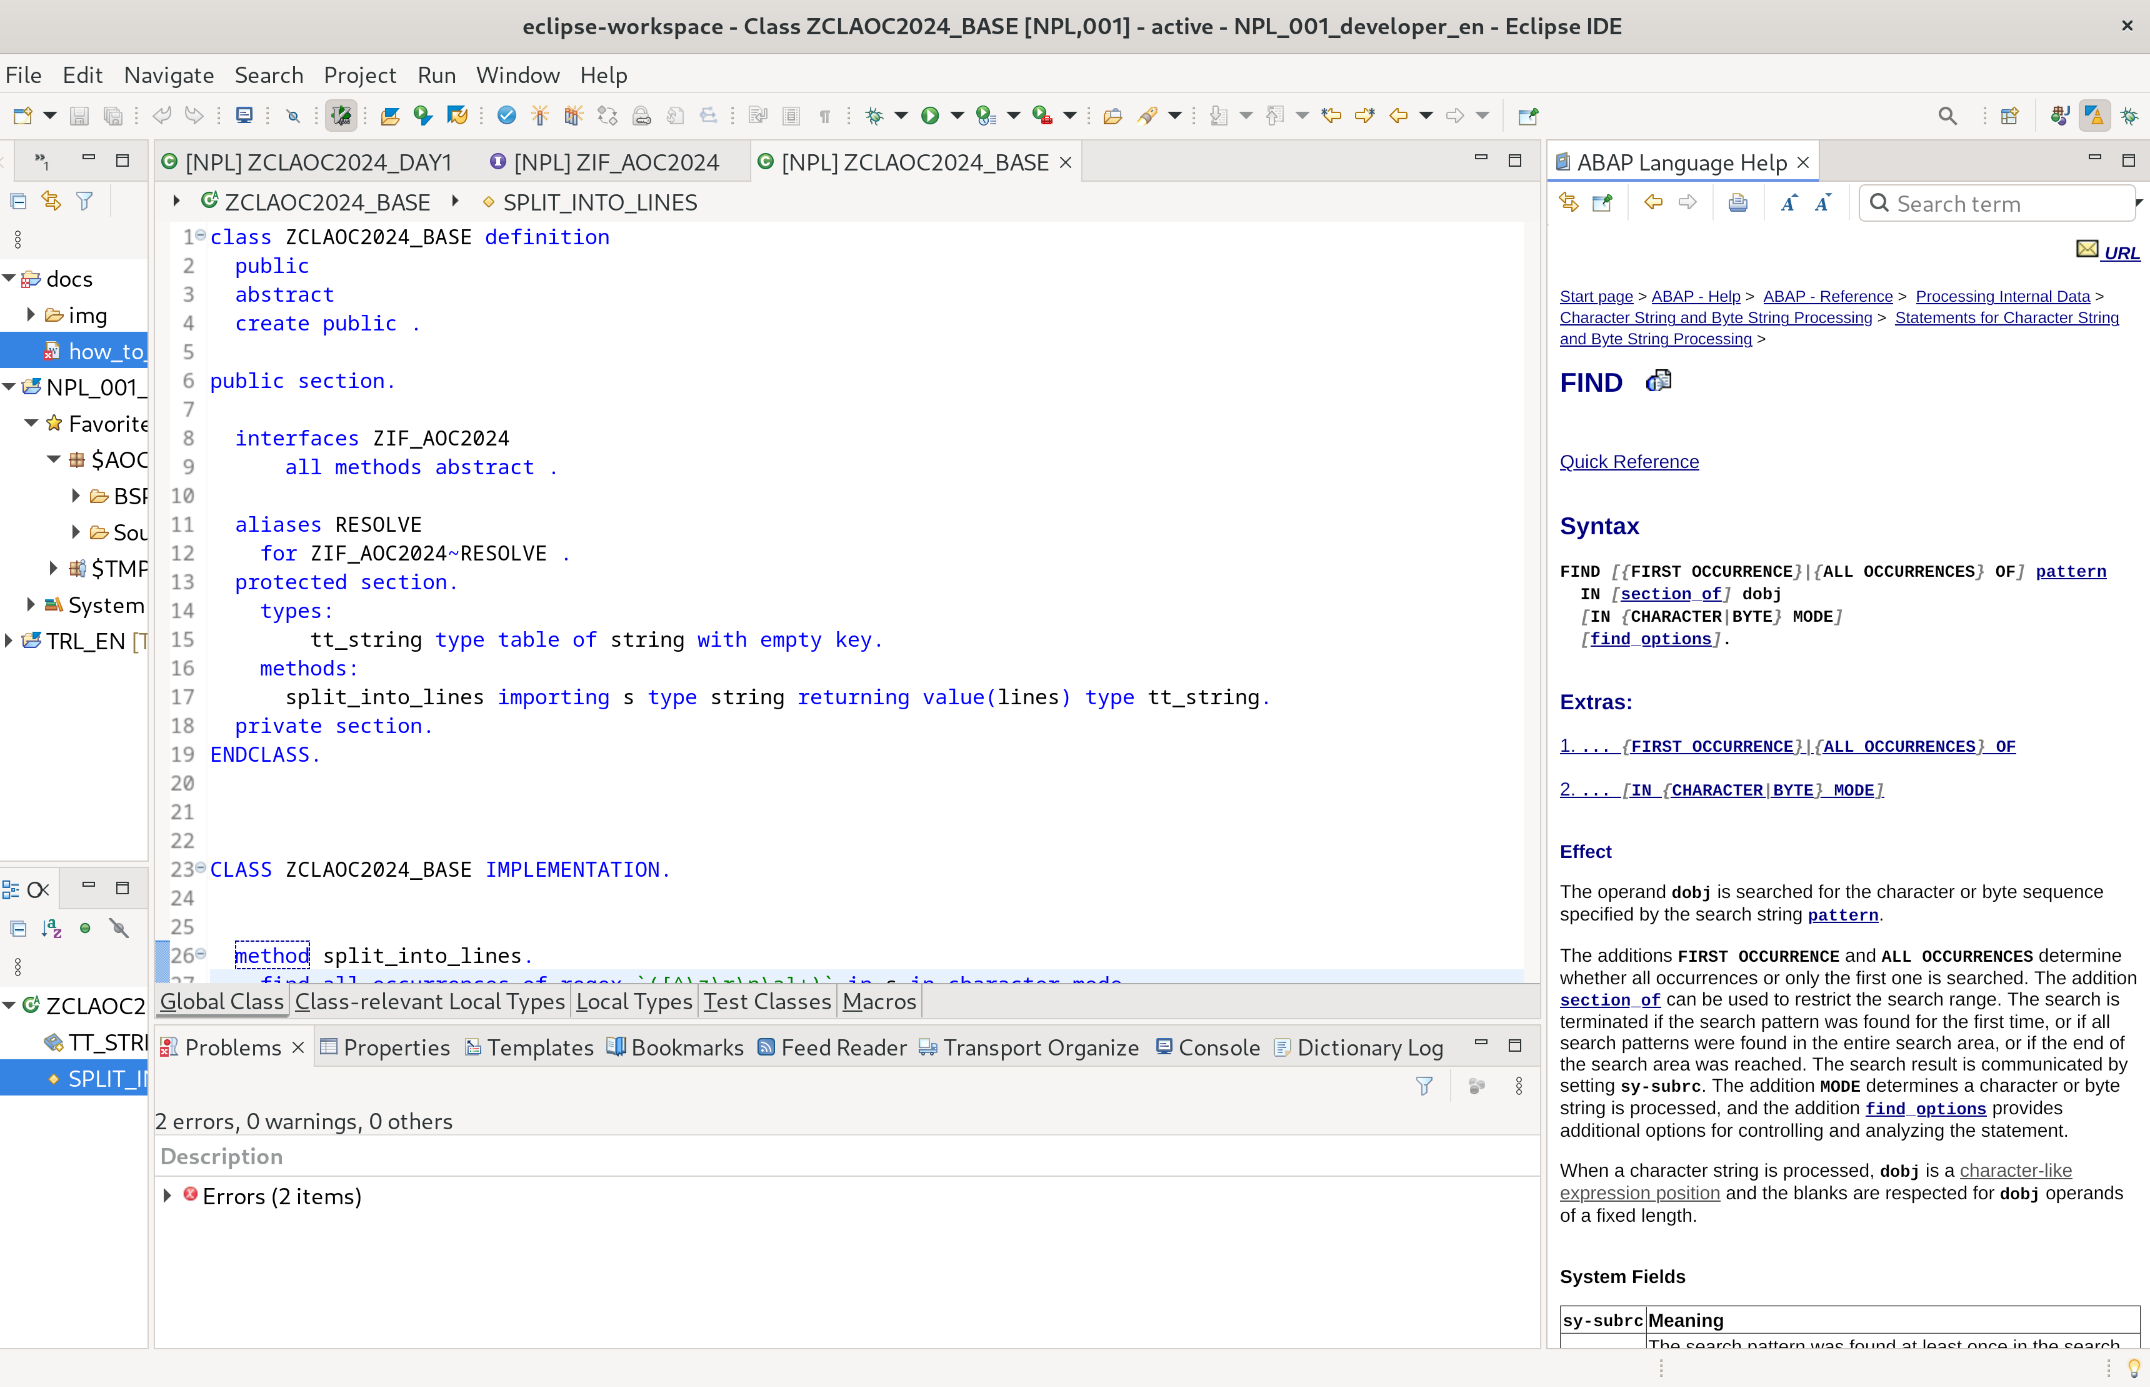 eclipse-workspace - Class ZCLAOC2024_BASE [NPL,001] - active - NPL_001_developer_en - Eclipse IDE
File Edit Navigate Search Project Run Window Help
[NPL] ZCLAOC2024_DAY1 [NPL] ZIF_AOC2024 [NPL] ZCLAOC2024_BASE
ZCLAOC2024_BASE SPLIT_INTO_LINES
docs
img
how_to_
NPL_001_
Favorite
$AOC
BSP
Sou
$TMP
System
TRL_EN [T
1 class ZCLAOC2024_BASE definition
2 public
3 abstract
4 create public .
5
6 public section.
7
8 interfaces ZIF_AOC2024
9 all methods abstract .
10
11 aliases RESOLVE
12 for ZIF_AOC2024~RESOLVE .
13 protected section.
14 types:
15 tt_string type table of string with empty key.
16 methods:
17 split_into_lines importing s type string returning value(lines) type tt_string.
18 private section.
19 ENDCLASS.
20
21
22
23 CLASS ZCLAOC2024_BASE IMPLEMENTATION.
24
25
26 method split_into_lines.
27 find all occurrences of regex in s in character mode
Global Class Class-relevant Local Types Local Types Test Classes Macros
ZCLAOC2
TT_STRI
SPLIT_IN
Problems Properties Templates Bookmarks Feed Reader Transport Organize Console Dictionary Log
2 errors, 0 warnings, 0 others
Description
Errors (2 items)
ABAP Language Help
Search term
URL
Start page > ABAP - Help > ABAP - Reference > Processing Internal Data >
Character String and Byte String Processing > Statements for Character String
and Byte String Processing >
FIND
Quick Reference
Syntax
FIND [{FIRST OCCURRENCE}|{ALL OCCURRENCES} OF] pattern
IN [section_of] dobj
[IN {CHARACTER|BYTE} MODE]
[find_options].
Extras:
1. ... {FIRST OCCURRENCE}|{ALL OCCURRENCES} OF
2. ... [IN {CHARACTER|BYTE} MODE]
Effect
The operand dobj is searched for the character or byte sequence
specified by the search string pattern.
The additions FIRST OCCURRENCE and ALL OCCURRENCES determine
whether all occurrences or only the first one is searched. The addition
section_of can be used to restrict the search range. The search is
terminated if the search pattern was found for the first time, or if all
search patterns were found in the entire search area, or if the end of
the search area was reached. The search result is communicated by
setting sy-subrc. The addition MODE determines a character or byte
string is processed, and the addition find_options provides
additional options for controlling and analyzing the statement.
When a character string is processed, dobj is a character-like
expression position and the blanks are respected for dobj operands
of a fixed length.
System Fields
sy-subrc Meaning
The search pattern was found at least once in the search